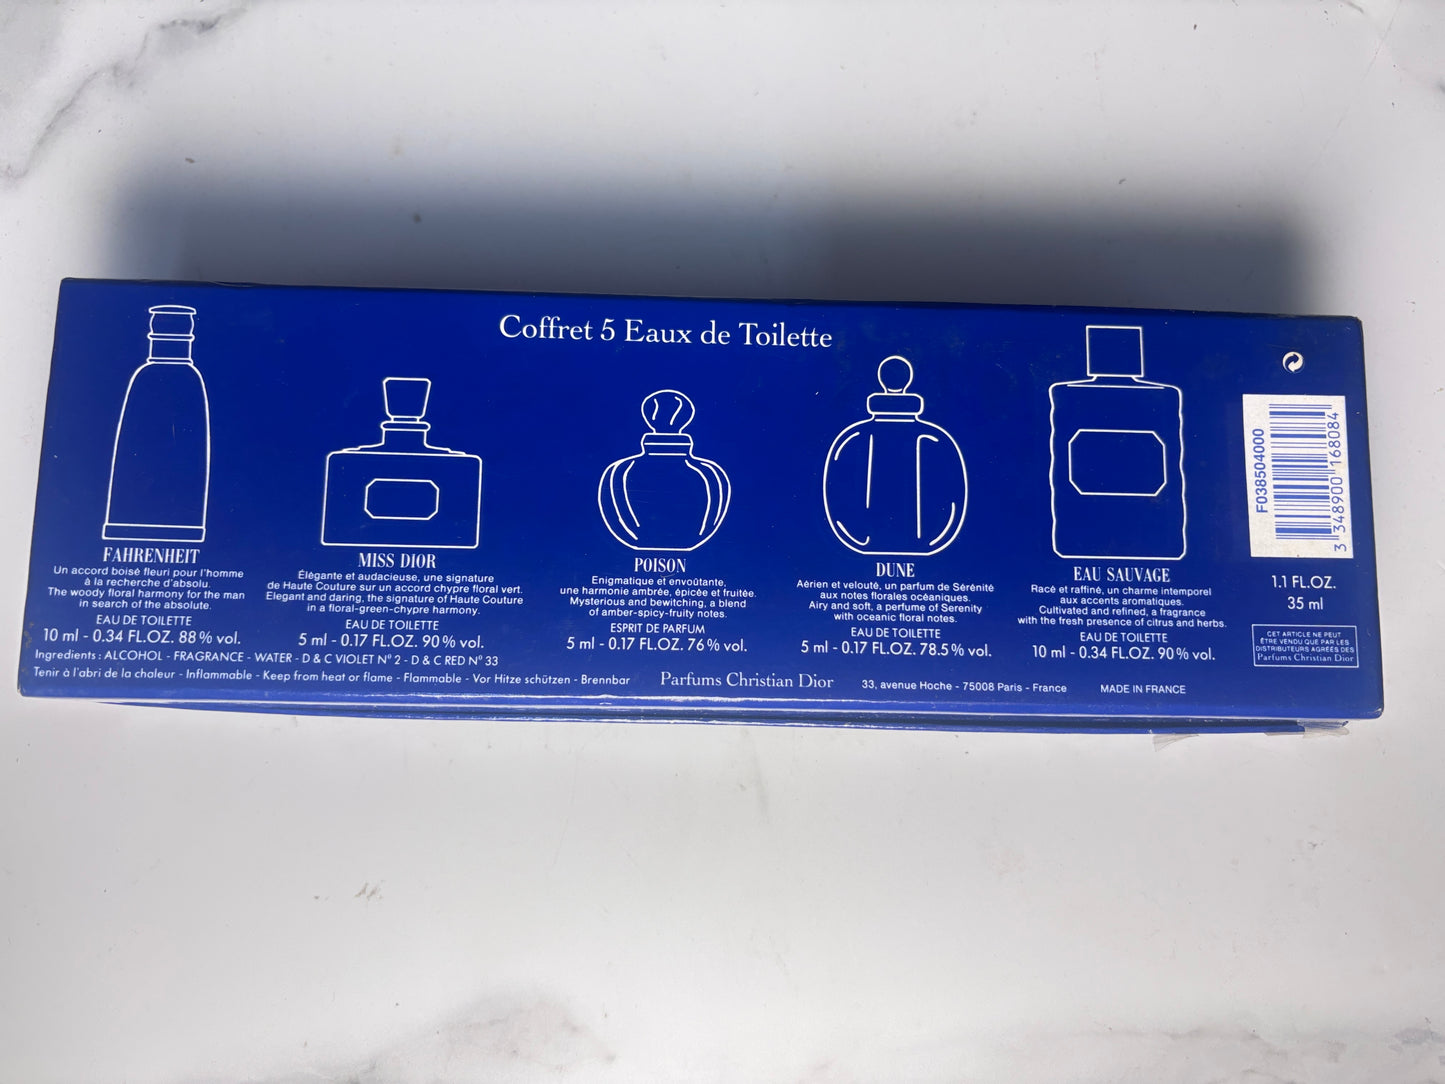 Coffret 5 Eaux de Toilette
FAHRENHEIT
Un accord boisé fleuri pour l'homme
à la recherche d'absolu.
The woody floral harmony for the man
in search of the absolute.
EAU DE TOILETTE
10 ml - 0.34 FL.OZ. 88% vol.
MISS DIOR
Élégante et audacieuse, une signature
de Haute Couture sur un accord chypre floral vert.
Elegant and daring, the signature of Haute Couture
in a floral-green-chypre harmony.
EAU DE TOILETTE
5 ml - 0.17 FL.OZ. 90% vol.
POISON
Enigmatique et envoûtante,
une harmonie ambrée, épicée et fruitée.
Mysterious and bewitching, a blend
of amber-spicy-fruity notes.
ESPRIT DE PARFUM
5 ml - 0.17 FL.OZ. 76% vol.
DUNE
Aérien et velouté, un parfum de Sérénité
aux notes florales océaniques.
Airy and soft, a perfume of Serenity
with oceanic floral notes.
EAU DE TOILETTE
5 ml - 0.17 FL.OZ. 78.5% vol.
EAU SAUVAGE
Racé et raffiné, un charme intemporel
aux accents aromatiques.
Cultivated and refined, a fragrance
with the fresh presence of citrus and herbs.
EAU DE TOILETTE
10 ml - 0.34 FL.OZ. 90% vol.
F038504000
3 348900 168084
1.1 FL.OZ.
35 ml
CET ARTICLE NE PEUT
ÊTRE VENDU QUE PAR LES
DISTRIBUTEURS AGRÉÉS DES
Parfums Christian Dior
Ingredients : ALCOHOL - FRAGRANCE - WATER - D & C VIOLET N° 2 - D & C RED N° 33
Tenir à l'abri de la chaleur - Inflammable - Keep from heat or flame - Flammable - Vor Hitze schützen - Brennbar
Parfums Christian Dior
33, avenue Hoche - 75008 Paris - France
MADE IN FRANCE